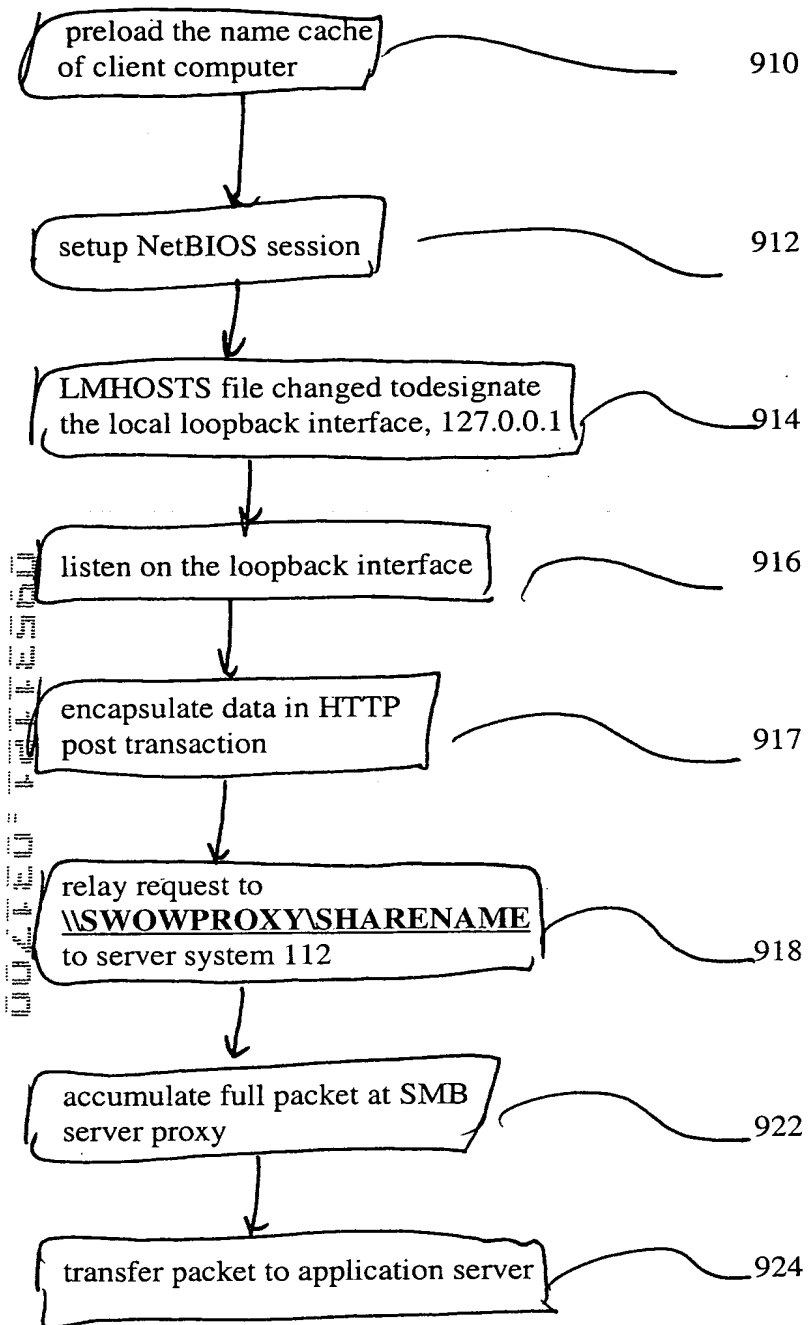 preload the name cache
of client computer
910
setup NetBIOS session
912
LMHOSTS file changed todesignate
the local loopback interface, 127.0.0.1
914
listen on the loopback interface
916
encapsulate data in HTTP
post transaction
917
relay request to
\\SWOWPROXY\SHARENAME
to server system 112
918
accumulate full packet at SMB
server proxy
922
transfer packet to application server
924